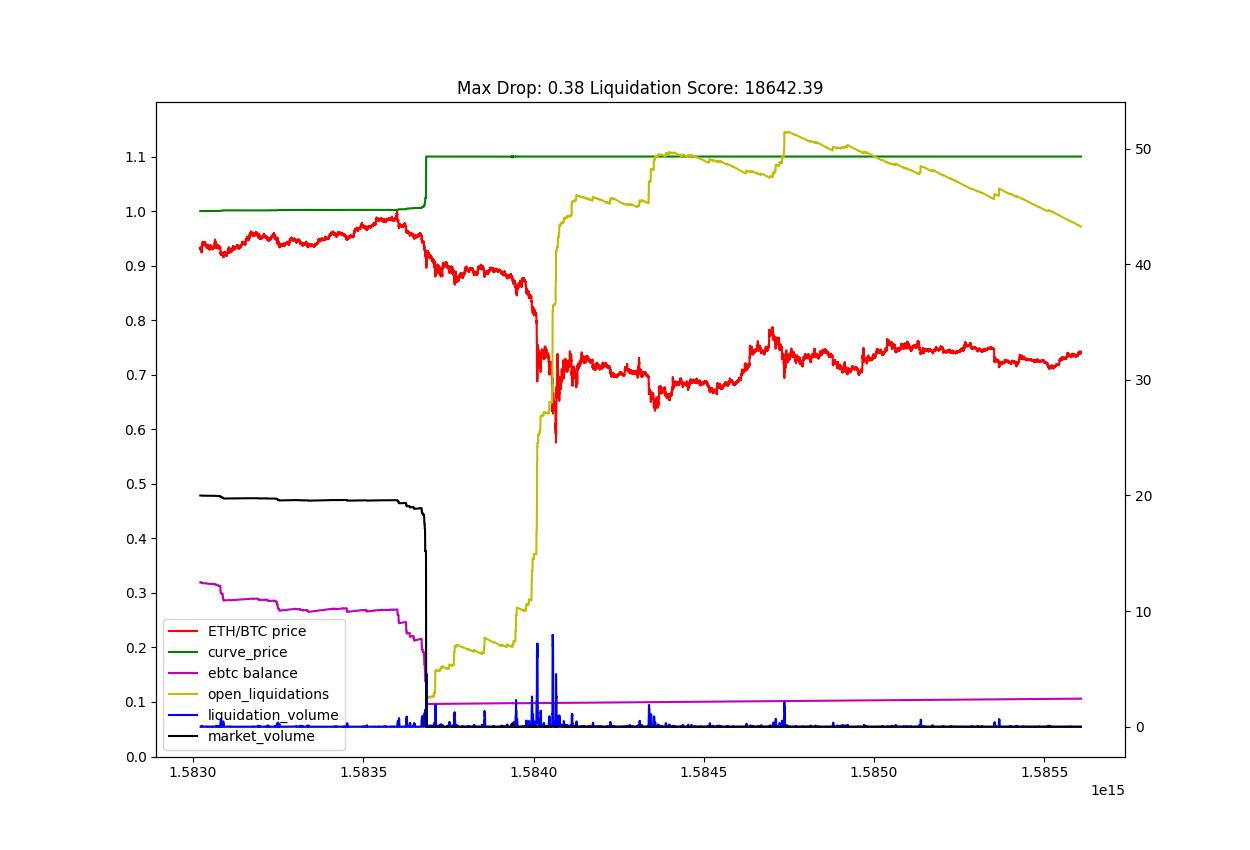 Max Drop: 0.38 Liquidation Score: 18642.39
1.1
1.0
0.9
0.8
0.7
0.6
0.5
0.4
0.3
0.2
0.1
0.0
50
40
30
20
10
0
ETH/BTC price
curve_price
ebtc balance
open_liquidations
liquidation_volume
market_volume
1.5830 1.5835 1.5840 1.5845 1.5850 1.5855
1e15